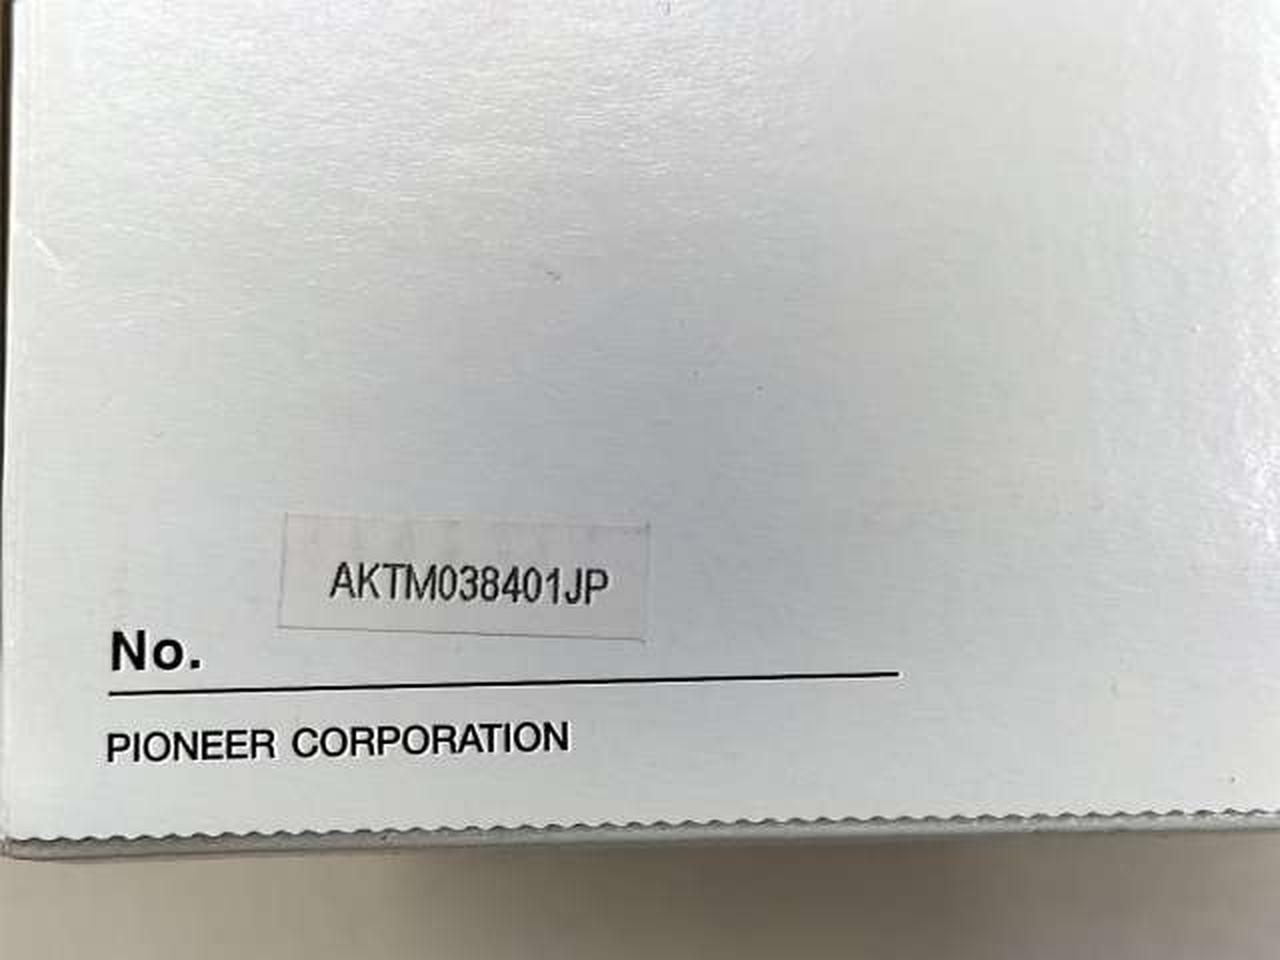 AKTM038401JP
No.
PIONEER CORPORATION